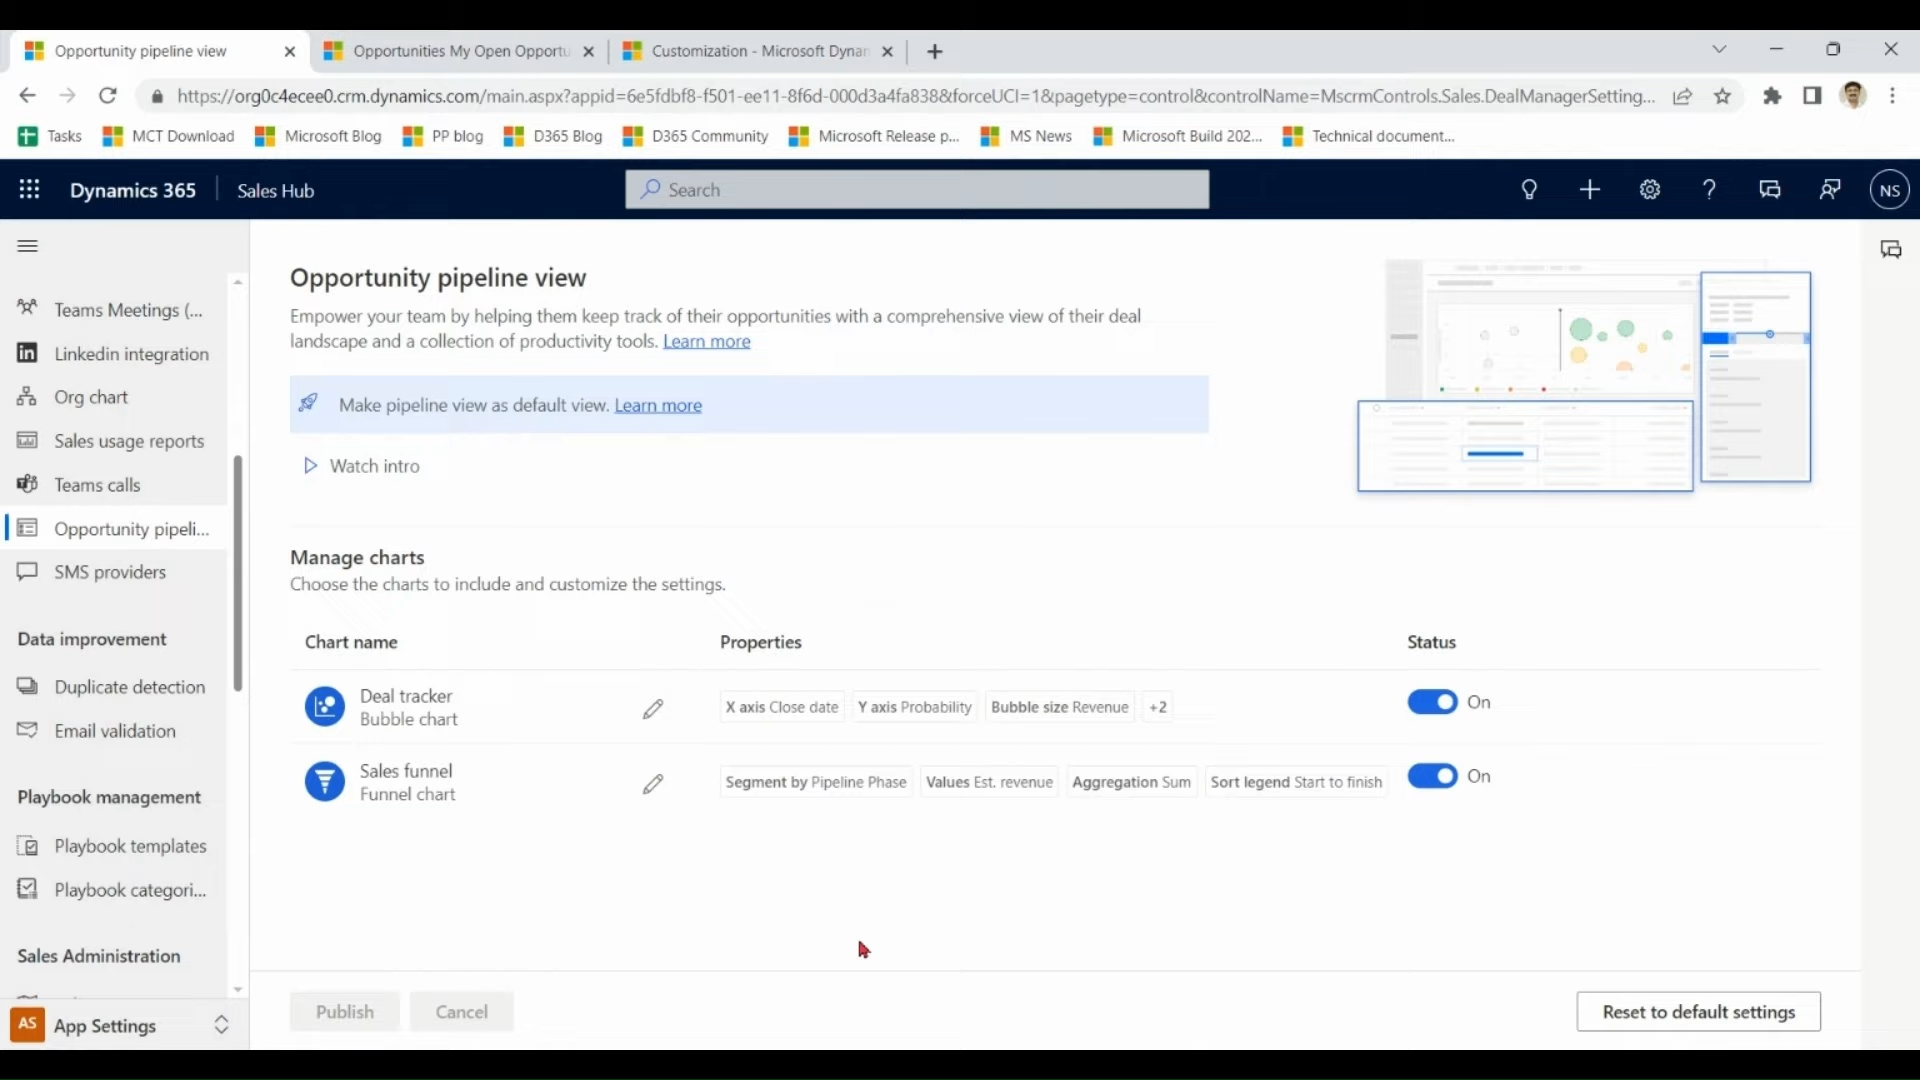 Opportunity pipeline view
Opportunities My Open Opportu
Customization - Microsoft Dynan
https://org0c4ecee0.crm.dynamics.com/main.aspx?appid=6e5fdbf8-f501-ee11-8f6d-000d3a4fa838&forceUCI=1&pagetype=control&controlName=MscrmControls.Sales.DealManagerSetting...
Tasks
MCT Download
Microsoft Blog
PP blog
D365 Blog
D365 Community
Microsoft Release p...
MS News
Microsoft Build 202...
Technical document...
Dynamics 365
Sales Hub
Search
NS
Teams Meetings (...
Linkedin integration
Org chart
Sales usage reports
Teams calls
Opportunity pipeli...
SMS providers
Data improvement
Duplicate detection
Email validation
Playbook management
Playbook templates
Playbook categori...
Sales Administration
AS
App Settings
Opportunity pipeline view
Empower your team by helping them keep track of their opportunities with a comprehensive view of their deal
landscape and a collection of productivity tools. Learn more
Make pipeline view as default view. Learn more
Watch intro
Manage charts
Choose the charts to include and customize the settings.
Chart name
Properties
Status
Deal tracker
Bubble chart
X axis Close date
Y axis Probability
Bubble size Revenue
+2
On
Sales funnel
Funnel chart
Segment by Pipeline Phase
Values Est. revenue
Aggregation Sum
Sort legend Start to finish
On
Publish
Cancel
Reset to default settings